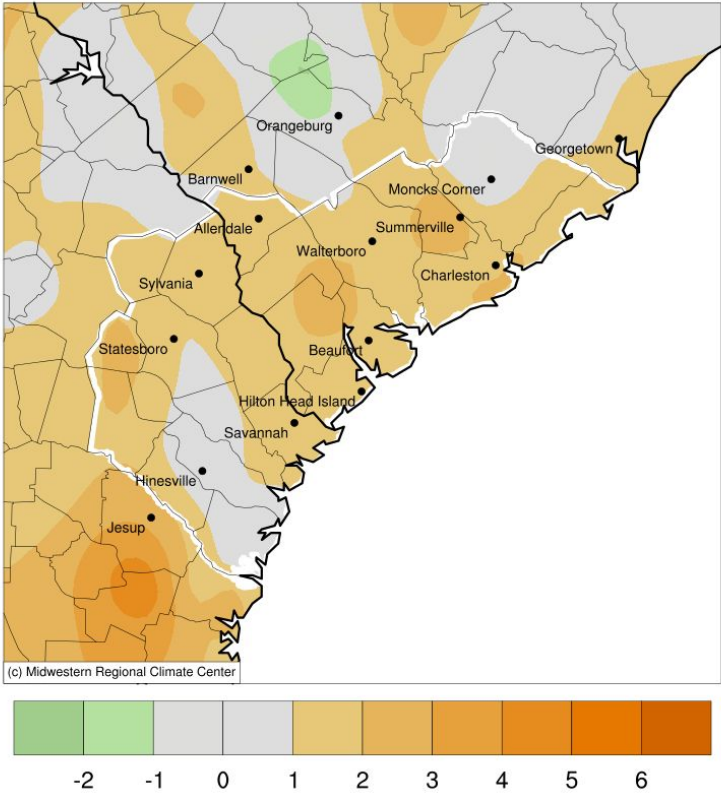 Orangeburg
Georgetown
Barnwell
Moncks Corner
Allendale
Summerville
Walterboro
Charleston
Sylvania
Statesboro
Beaufort
Hilton Head Island
Savannah
Hinesville
Jesup
(c) Midwestern Regional Climate Center
-2 -1 0 1 2 3 4 5 6